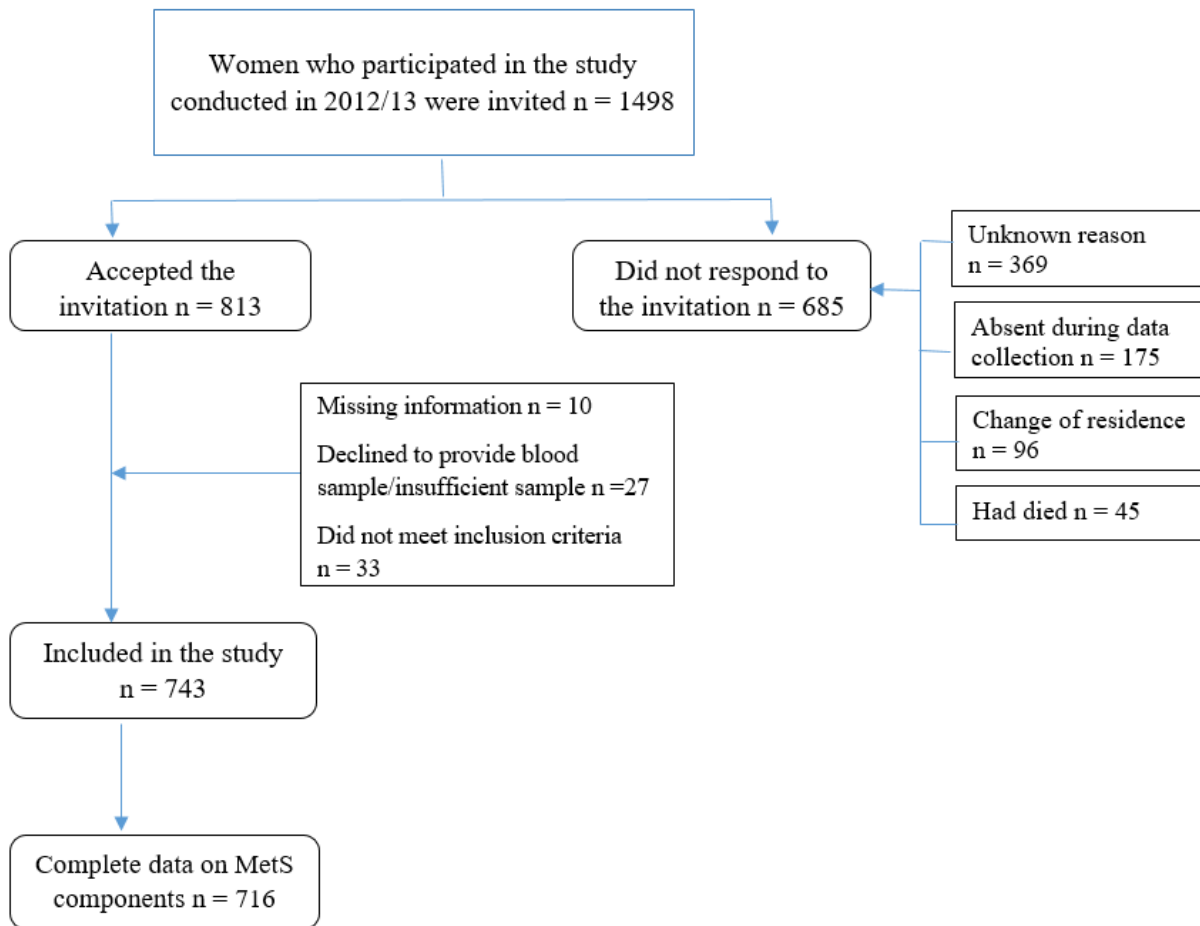 Women who participated in the study
conducted in 2012/13 were invited n = 1498
Accepted the
invitation n = 813
Did not respond to
the invitation n = 685
Unknown reason
n = 369
Absent during data
collection n = 175
Change of residence
n = 96
Had died n = 45
Missing information n = 10
Declined to provide blood
sample/insufficient sample n =27
Did not meet inclusion criteria
n = 33
Included in the study
n = 743
Complete data on MetS
components n = 716